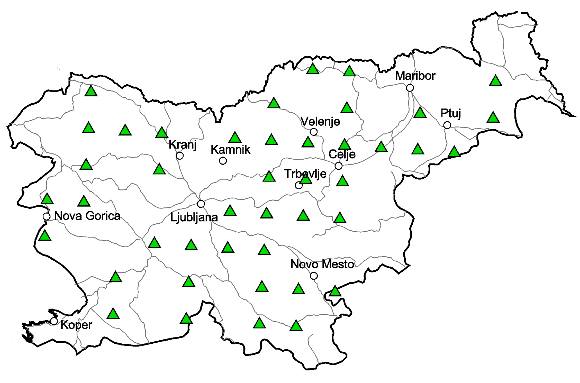 Maribor
Ptuj
Velenje
Kranj
Kamnik
Celje
Trbovlje
Ljubljana
Nova Gorica
Novo Mesto
Koper